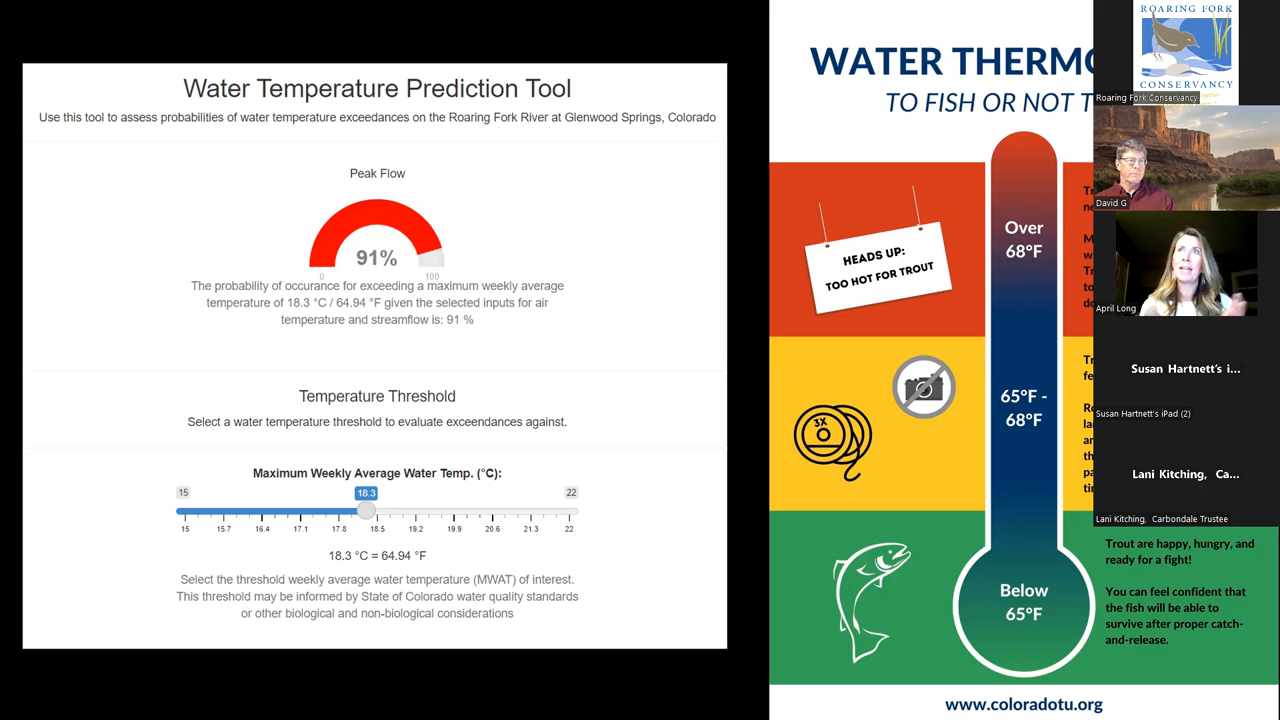 Water Temperature Prediction Tool
Use this tool to assess probabilities of water temperature exceedances on the Roaring Fork River at Glenwood Springs, Colorado
Peak Flow
91%
0
100
The probability of occurance for exceeding a maximum weekly average
temperature of 18.3 °C / 64.94 °F given the selected inputs for air
temperature and streamflow is: 91 %
Temperature Threshold
Select a water temperature threshold to evaluate exceendances against.
Maximum Weekly Average Water Temp. (°C):
15
18.3
22
15 15.7 16.4 17.1 17.8 18.5 19.2 19.9 20.6 21.3 22
18.3 °C = 64.94 °F
Select the threshold weekly average water temperature (MWAT) of interest.
This threshold may be informed by State of Colorado water quality standards
or other biological and non-biological considerations
WATER THERMO
TO FISH OR NOT T
HEADS UP:
TOO HOT FOR TROUT
Over
68°F
3X
65°F -
68°F
Below
65°F
Trout are happy, hungry, and
ready for a fight!
You can feel confident that
the fish will be able to
survive after proper catch-
and-release.
www.coloradotu.org
ROARING FORK
CONSERVANCY
Roaring Fork Conservancy
David G
April Long
Susan Hartnett's i...
Susan Hartnett's iPad (2)
Lani Kitching, Ca...
Lani Kitching, Carbondale Trustee